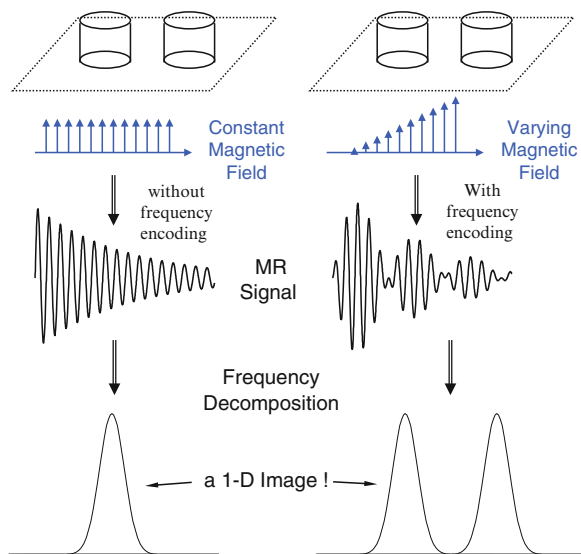 Constant
Magnetic
Field
Varying
Magnetic
Field
without
frequency
encoding
With
frequency
encoding
MR
Signal
Frequency
Decomposition
a 1-D Image !